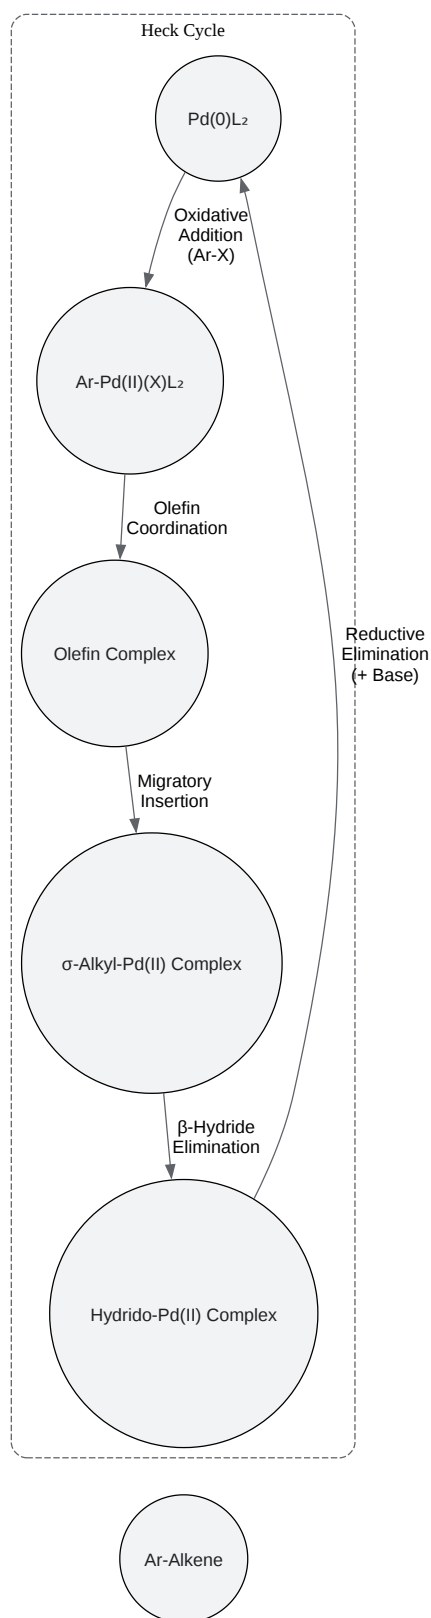 Heck Cycle
Pd(0)L₂
Oxidative
Addition
(Ar-X)
Ar-Pd(II)(X)L₂
Olefin
Coordination
Olefin Complex
Reductive
Elimination
(+ Base)
Migratory
Insertion
σ-Alkyl-Pd(II) Complex
β-Hydride
Elimination
Hydrido-Pd(II) Complex
Ar-Alkene